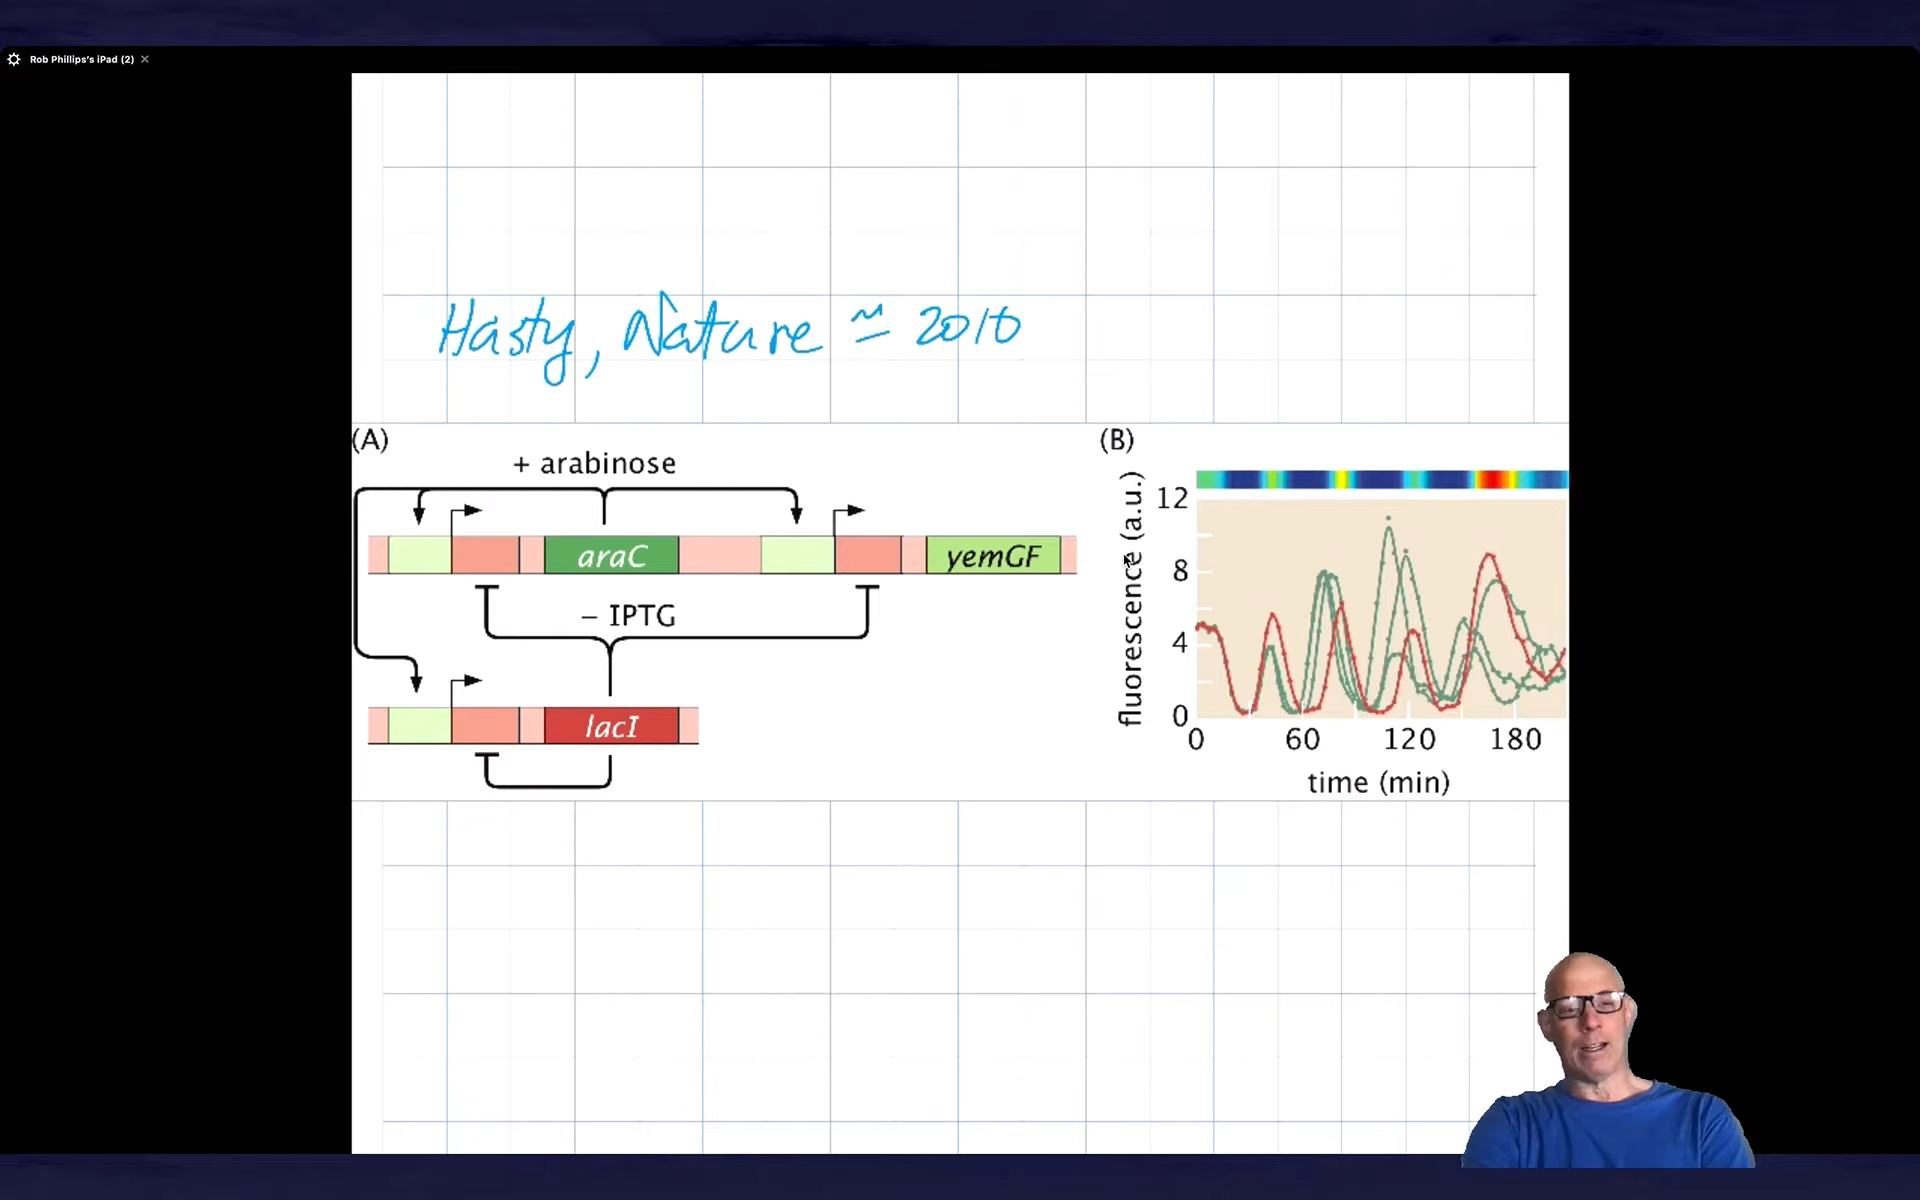 Rob Phillips's iPad (2)
Hasty, Nature ≃ 2010
(A)
+ arabinose
araC
yemGF
– IPTG
lacI
(B)
fluorescence (a.u.)
12
8
4
0
0 60 120 180
time (min)